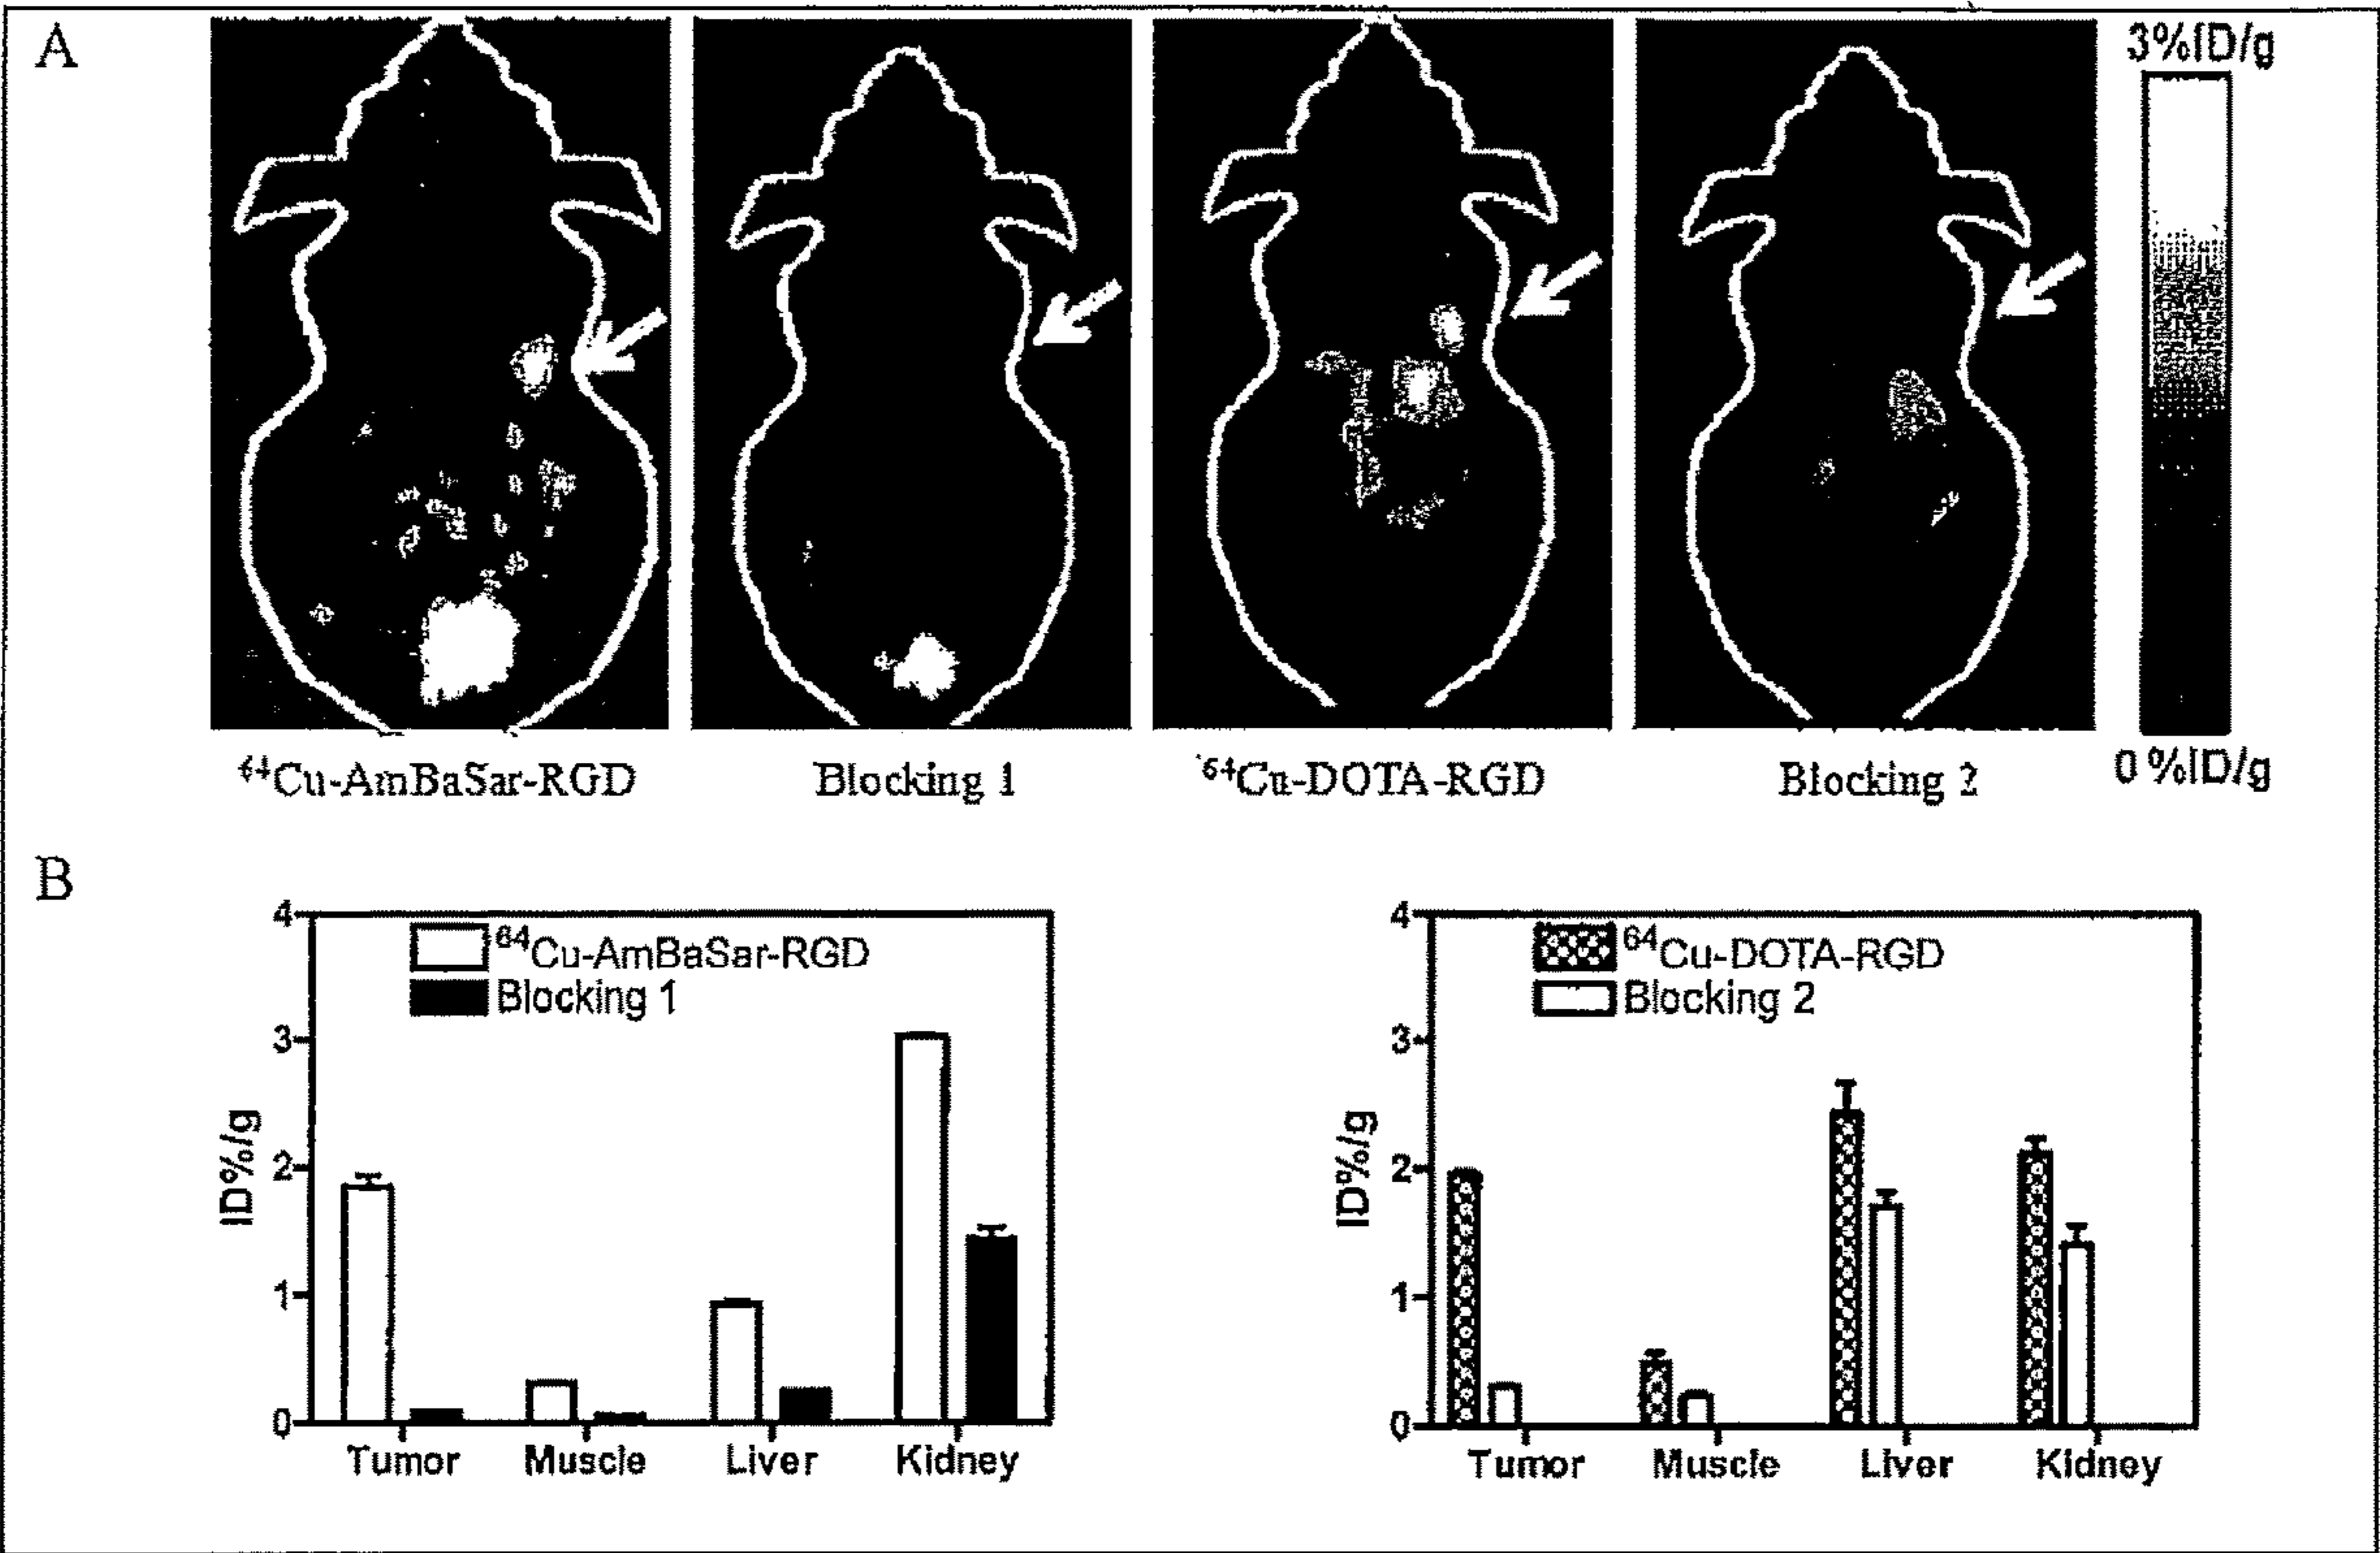 A
3%ID/g
⁶⁴Cu-AmBaSar-RGD
Blocking 1
⁶⁴Cu-DOTA-RGD
Blocking 2
0 %ID/g
B
4
3
2
1
0
ID%/g
⁶⁴Cu-AmBaSar-RGD
Blocking 1
Tumor
Muscle
Liver
Kidney
4
3
2
1
0
ID%/g
⁶⁴Cu-DOTA-RGD
Blocking 2
Tumor
Muscle
Liver
Kidney